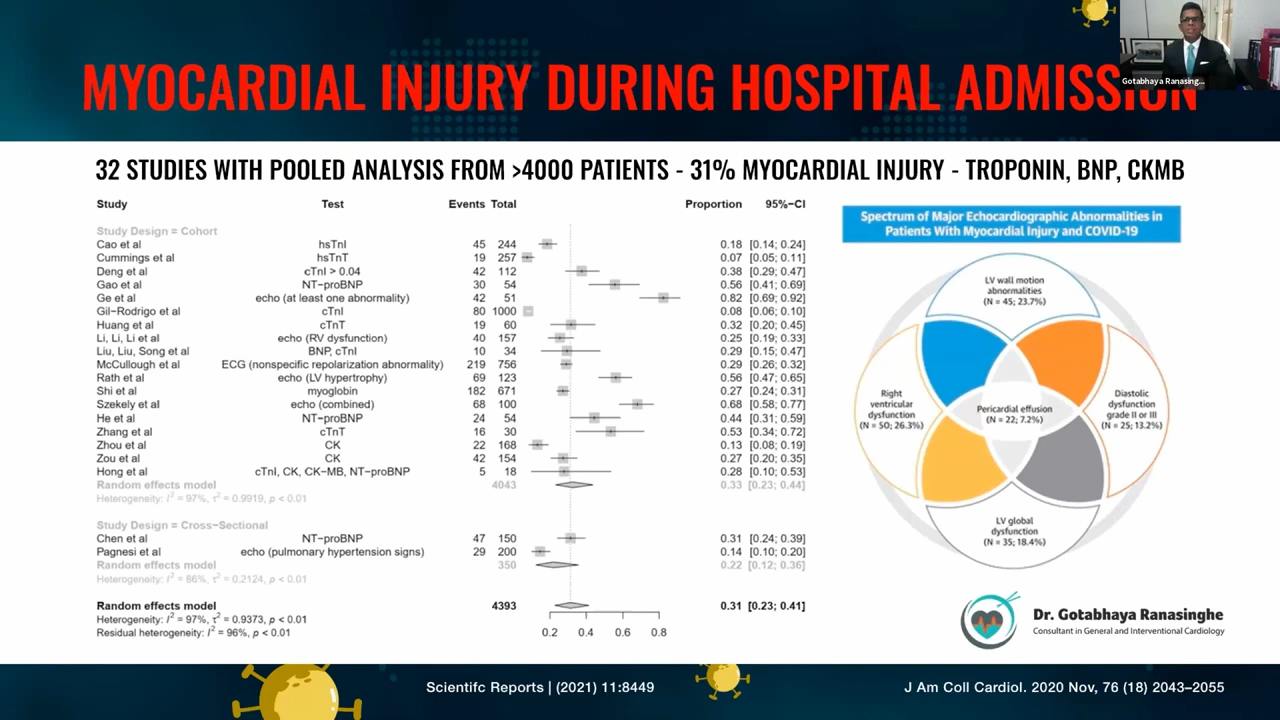 MYOCARDIAL INJURY DURING HOSPITAL ADMISSION
Gotabhaya Ranasing...
32 STUDIES WITH POOLED ANALYSIS FROM >4000 PATIENTS - 31% MYOCARDIAL INJURY - TROPONIN, BNP, CKMB
Study Test Events Total Proportion 95%−CI
Study Design = Cohort
Cao et al hsTnI 45 244 0.18 [0.14; 0.24]
Cummings et al hsTnT 19 257 0.07 [0.05; 0.11]
Deng et al cTnI > 0.04 42 112 0.38 [0.29; 0.47]
Gao et al NT−proBNP 30 54 0.56 [0.41; 0.69]
Ge et al echo (at least one abnormality) 42 51 0.82 [0.69; 0.92]
Gil−Rodrigo et al cTnI 80 1000 0.08 [0.06; 0.10]
Huang et al cTnT 19 60 0.32 [0.20; 0.45]
Li, Li, Li et al echo (RV dysfunction) 40 157 0.25 [0.19; 0.33]
Liu, Liu, Song et al BNP, cTnI 10 34 0.29 [0.15; 0.47]
McCullough et al ECG (nonspecific repolarization abnormality) 219 756 0.29 [0.26; 0.32]
Rath et al echo (LV hypertrophy) 69 123 0.56 [0.47; 0.65]
Shi et al myoglobin 182 671 0.27 [0.24; 0.31]
Szekely et al echo (combined) 68 100 0.68 [0.58; 0.77]
He et al NT−proBNP 24 54 0.44 [0.31; 0.59]
Zhang et al cTnT 16 30 0.53 [0.34; 0.72]
Zhou et al CK 22 168 0.13 [0.08; 0.19]
Zou et al CK 42 154 0.27 [0.20; 0.35]
Hong et al cTnI, CK, CK−MB, NT−proBNP 5 18 0.28 [0.10; 0.53]
Random effects model 4043 0.33 [0.23; 0.44]
Heterogeneity: I² = 97%, τ² = 0.9919, p < 0.01
Study Design = Cross−Sectional
Chen et al NT−proBNP 47 150 0.31 [0.24; 0.39]
Pagnesi et al echo (pulmonary hypertension signs) 29 200 0.14 [0.10; 0.20]
Random effects model 350 0.22 [0.12; 0.36]
Heterogeneity: I² = 86%, τ² = 0.2124, p < 0.01
Random effects model 4393 0.31 [0.23; 0.41]
Heterogeneity: I² = 97%, τ² = 0.9373, p < 0.01
Residual heterogeneity: I² = 96%, p < 0.01
0.2 0.4 0.6 0.8
Spectrum of Major Echocardiographic Abnormalities in
Patients With Myocardial Injury and COVID-19
LV wall motion
abnormalities
(N = 45; 23.7%)
Right
ventricular
dysfunction
(N = 50; 26.3%)
Pericardial effusion
(N = 22; 7.2%)
Diastolic
dysfunction
grade II or III
(N = 25; 13.2%)
LV global
dysfunction
(N = 35; 18.4%)
Dr. Gotabhaya Ranasinghe
Consultant in General and Interventional Cardiology
Scientifc Reports | (2021) 11:8449
J Am Coll Cardiol. 2020 Nov, 76 (18) 2043–2055